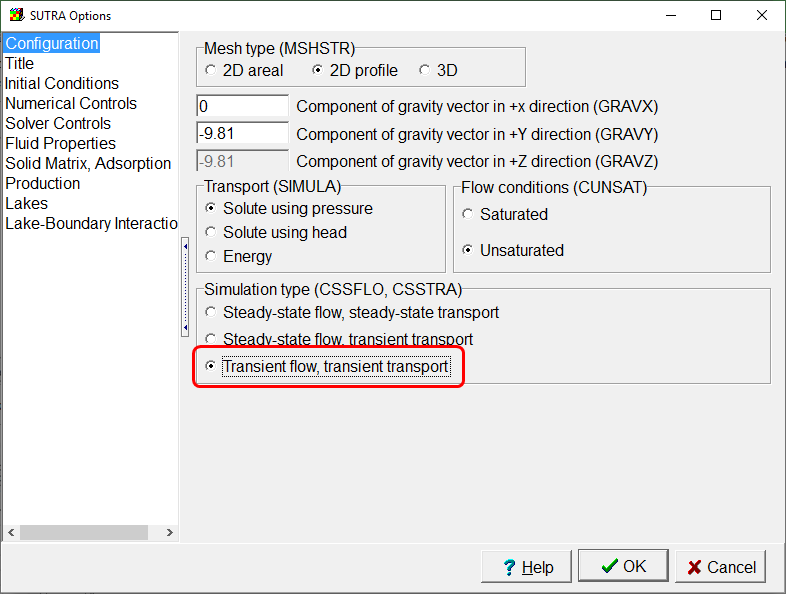 SUTRA Options
Configuration
Title
Initial Conditions
Numerical Controls
Solver Controls
Fluid Properties
Solid Matrix, Adsorption
Production
Lakes
Lake-Boundary Interactio
Mesh type (MSHSTR)
2D areal 2D profile 3D
0 Component of gravity vector in +x direction (GRAVX)
-9.81 Component of gravity vector in +Y direction (GRAVY)
-9.81 Component of gravity vector in +Z direction (GRAVZ)
Transport (SIMULA)
Solute using pressure
Solute using head
Energy
Flow conditions (CUNSAT)
Saturated
Unsaturated
Simulation type (CSSFLO, CSSTRA)
Steady-state flow, steady-state transport
Steady-state flow, transient transport
Transient flow, transient transport
? Help OK Cancel